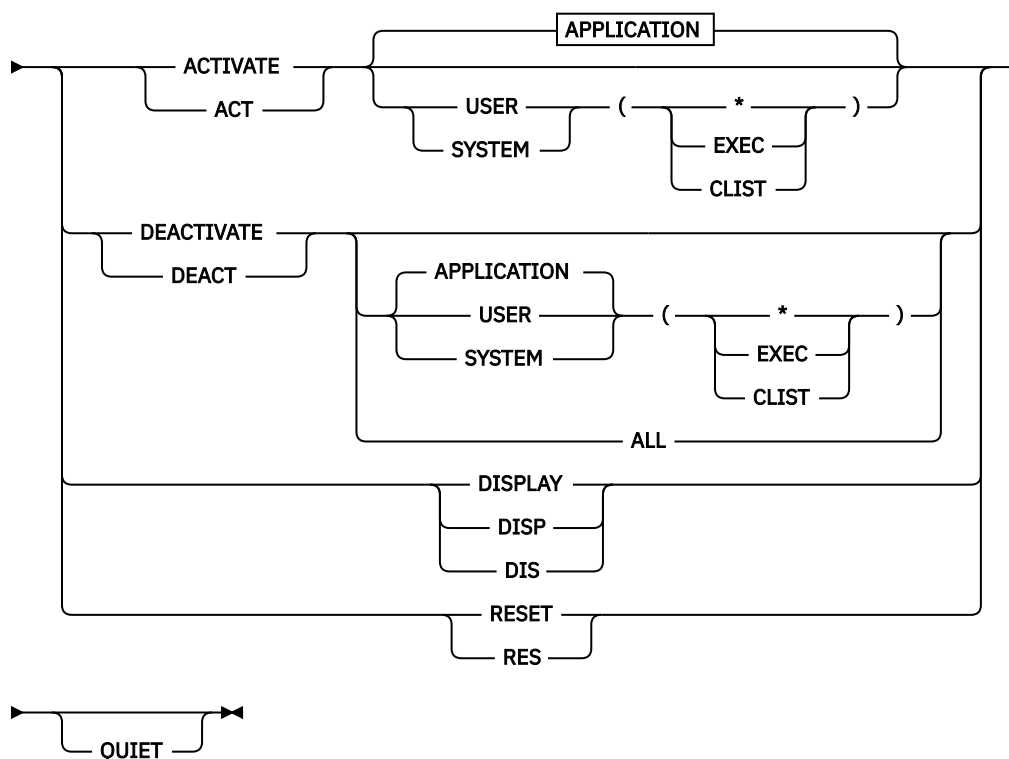 APPLICATION
ACTIVATE
ACT
USER ( * )
SYSTEM EXEC
CLIST
DEACTIVATE
DEACT APPLICATION
USER ( * )
SYSTEM EXEC
CLIST
ALL
DISPLAY
DISP
DIS
RESET
RES
QUIET